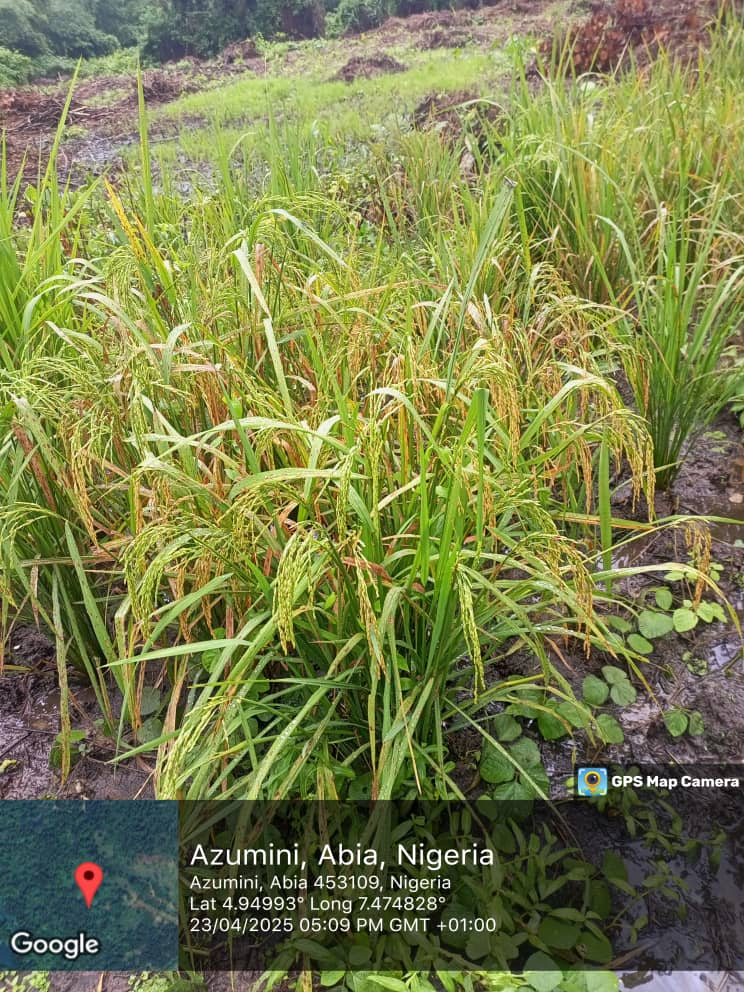 GPS Map Camera
Azumini, Abia, Nigeria
Azumini, Abia 453109, Nigeria
Lat 4.94993° Long 7.474828°
23/04/2025 05:09 PM GMT +01:00
Google